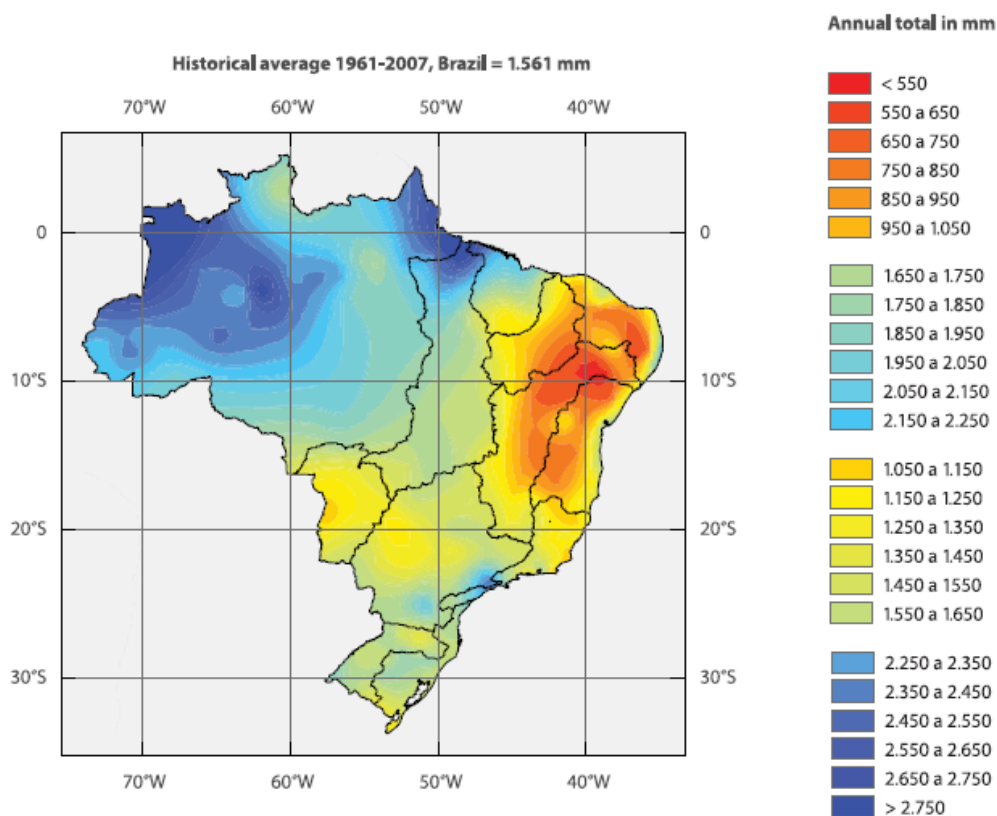 Annual total in mm
Historical average 1961-2007, Brazil = 1.561 mm
70°W 60°W 50°W 40°W
0 0
10°S 10°S
20°S 20°S
30°S 30°S
70°W 60°W 50°W 40°W
< 550
550 a 650
650 a 750
750 a 850
850 a 950
950 a 1.050
1.650 a 1.750
1.750 a 1.850
1.850 a 1.950
1.950 a 2.050
2.050 a 2.150
2.150 a 2.250
1.050 a 1.150
1.150 a 1.250
1.250 a 1.350
1.350 a 1.450
1.450 a 1550
1.550 a 1.650
2.250 a 2.350
2.350 a 2.450
2.450 a 2.550
2.550 a 2.650
2.650 a 2.750
> 2.750